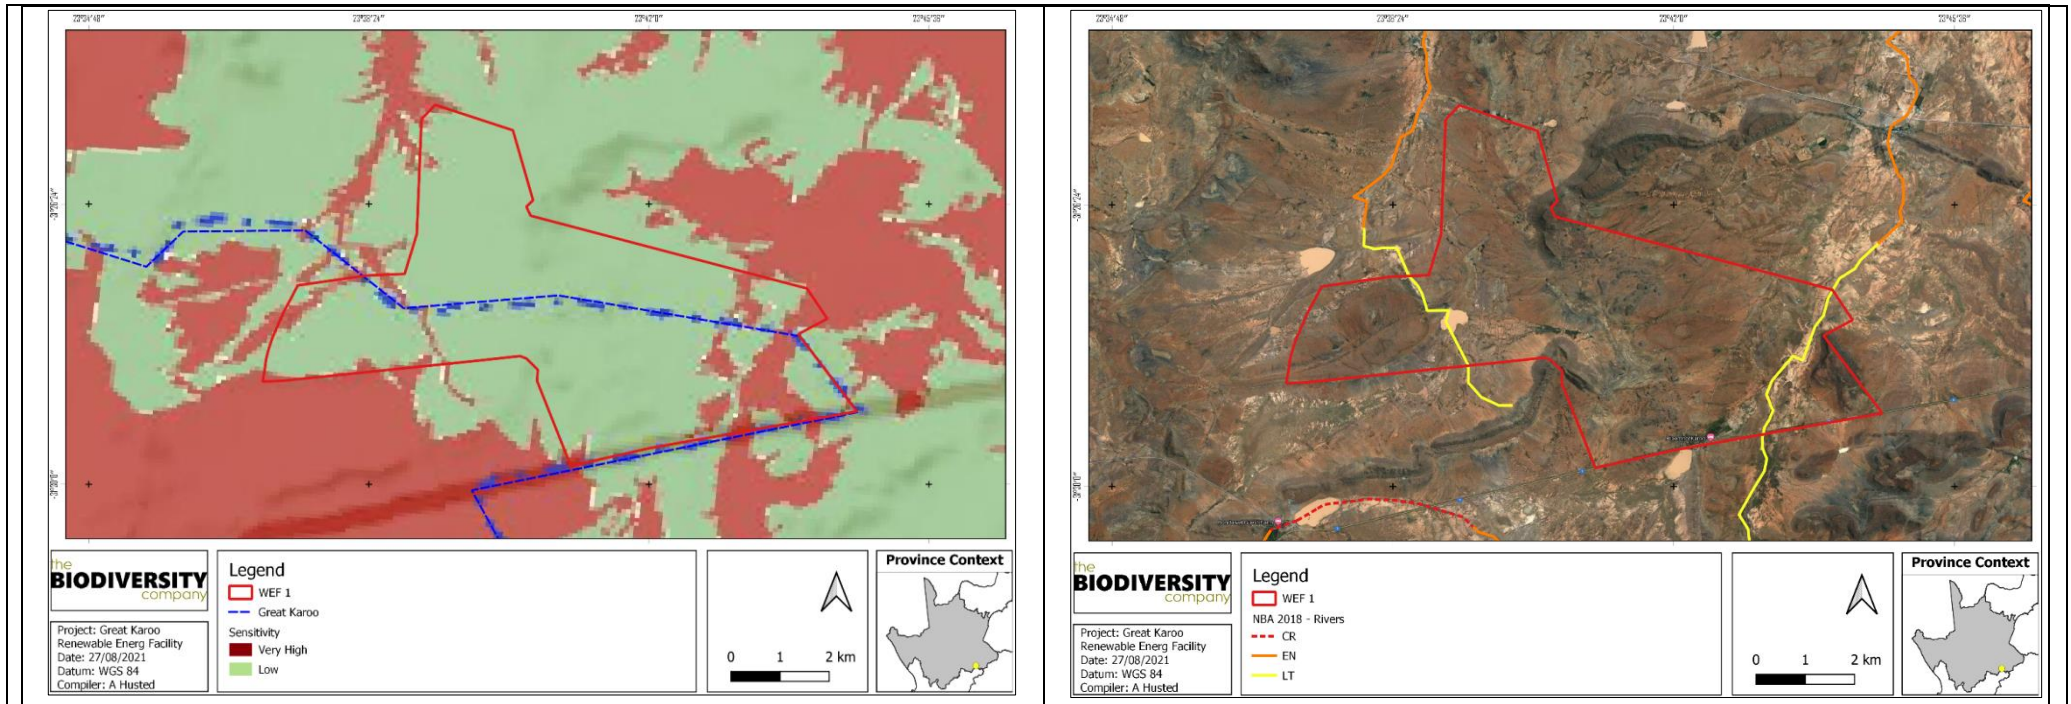 the
BIODIVERSITY
company
Project: Great Karoo
Renewable Energ Facility
Date: 27/08/2021
Datum: WGS 84
Compiler: A Husted
Legend
WEF 1
Great Karoo
Sensitivity
Very High
Low
0 1 2 km
Province Context
the
BIODIVERSITY
company
Project: Great Karoo
Renewable Energ Facility
Date: 27/08/2021
Datum: WGS 84
Compiler: A Husted
Legend
WEF 1
NBA 2018 - Rivers
CR
EN
LT
0 1 2 km
Province Context